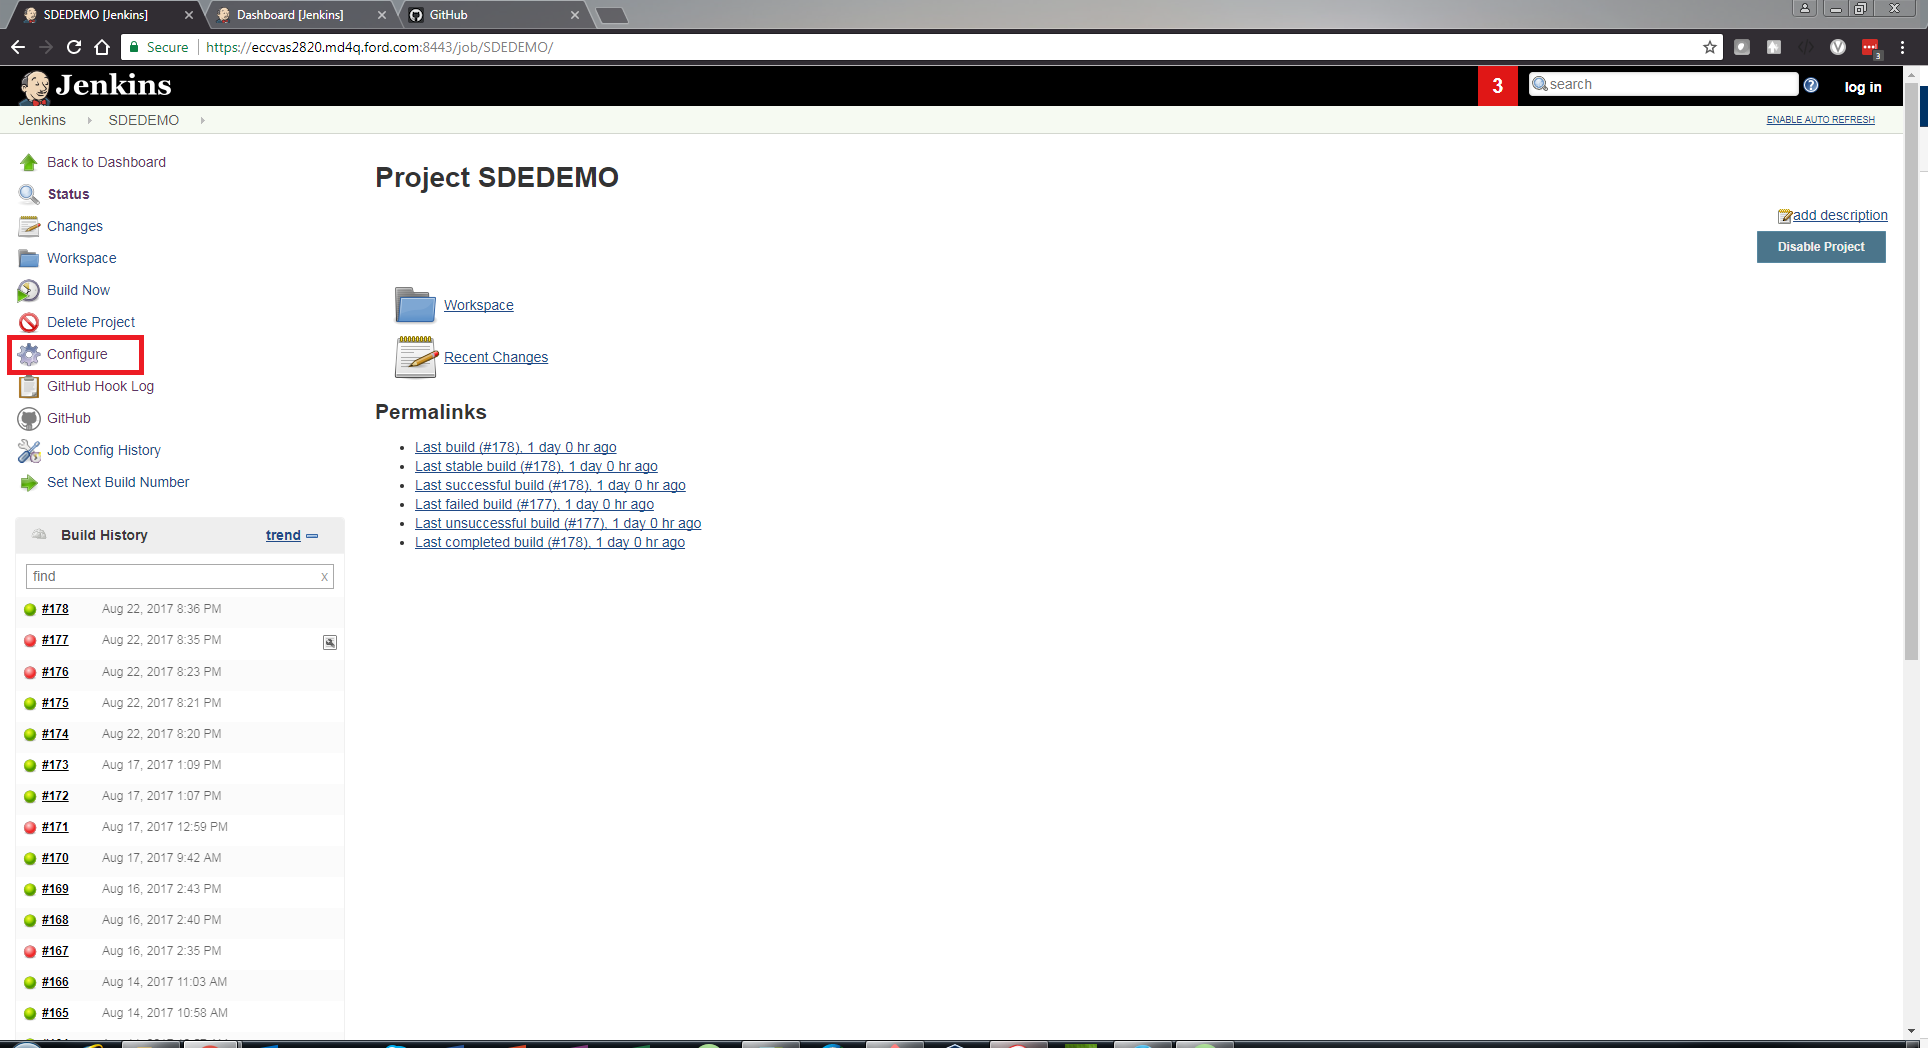 SDEDEMO [Jenkins]
Dashboard [Jenkins]
GitHub
Secure
https://eccvas2820.md4q.ford.com:8443/job/SDEDEMO/
3
Jenkins
3
search
log in
Jenkins
SDEDEMO
ENABLE AUTO REFRESH
Back to Dashboard
Status
Changes
Workspace
Build Now
Delete Project
Configure
GitHub Hook Log
GitHub
Job Config History
Set Next Build Number
Project SDEDEMO
add description
Disable Project
Workspace
Recent Changes
Permalinks
Last build (#178), 1 day 0 hr ago
Last stable build (#178), 1 day 0 hr ago
Last successful build (#178), 1 day 0 hr ago
Last failed build (#177), 1 day 0 hr ago
Last unsuccessful build (#177), 1 day 0 hr ago
Last completed build (#178), 1 day 0 hr ago
Build History
trend
find
x
#178 Aug 22, 2017 8:36 PM
#177 Aug 22, 2017 8:35 PM
#176 Aug 22, 2017 8:23 PM
#175 Aug 22, 2017 8:21 PM
#174 Aug 22, 2017 8:20 PM
#173 Aug 17, 2017 1:09 PM
#172 Aug 17, 2017 1:07 PM
#171 Aug 17, 2017 12:59 PM
#170 Aug 17, 2017 9:42 AM
#169 Aug 16, 2017 2:43 PM
#168 Aug 16, 2017 2:40 PM
#167 Aug 16, 2017 2:35 PM
#166 Aug 14, 2017 11:03 AM
#165 Aug 14, 2017 10:58 AM